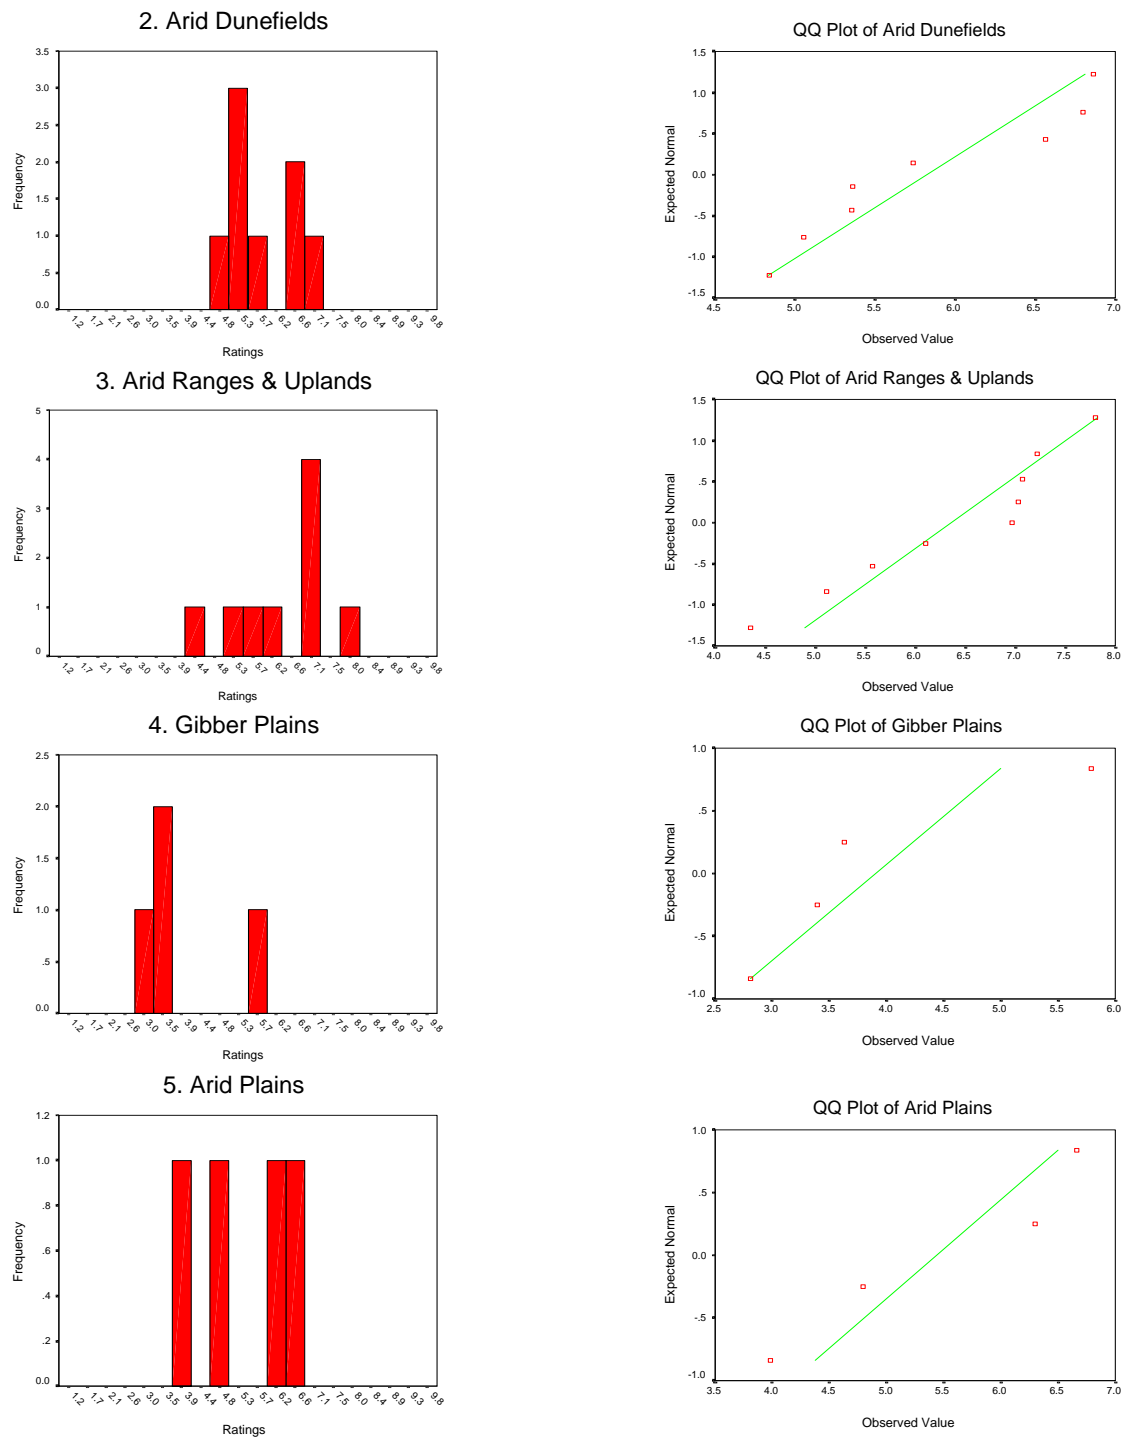 2. Arid Dunefields
3.5
3.0
2.5
2.0
1.5
1.0
.5
0.0
Frequency
1.2 1.7 2.1 2.6 3.0 3.5 3.9 4.4 4.8 5.3 5.7 6.2 6.6 7.1 7.5 8.0 8.4 8.9 9.3 9.8
Ratings
QQ Plot of Arid Dunefields
1.5
1.0
.5
0.0
-.5
-1.0
-1.5
Expected Normal
4.5 5.0 5.5 6.0 6.5 7.0
Observed Value
3. Arid Ranges & Uplands
5
4
3
2
1
0
Frequency
1.2 1.7 2.1 2.6 3.0 3.5 3.9 4.4 4.8 5.3 5.7 6.2 6.6 7.1 7.5 8.0 8.4 8.9 9.3 9.8
Ratings
QQ Plot of Arid Ranges & Uplands
1.5
1.0
.5
0.0
-.5
-1.0
-1.5
Expected Normal
4.0 4.5 5.0 5.5 6.0 6.5 7.0 7.5 8.0
Observed Value
4. Gibber Plains
2.5
2.0
1.5
1.0
.5
0.0
Frequency
1.2 1.7 2.1 2.6 3.0 3.5 3.9 4.4 4.8 5.3 5.7 6.2 6.6 7.1 7.5 8.0 8.4 8.9 9.3 9.8
Ratings
QQ Plot of Gibber Plains
1.0
.5
0.0
-.5
-1.0
Expected Normal
2.5 3.0 3.5 4.0 4.5 5.0 5.5 6.0
Observed Value
5. Arid Plains
1.2
1.0
.8
.6
.4
.2
0.0
Frequency
1.2 1.7 2.1 2.6 3.0 3.5 3.9 4.4 4.8 5.3 5.7 6.2 6.6 7.1 7.5 8.0 8.4 8.9 9.3 9.8
Ratings
QQ Plot of Arid Plains
1.0
.5
0.0
-.5
-1.0
Expected Normal
3.5 4.0 4.5 5.0 5.5 6.0 6.5 7.0
Observed Value